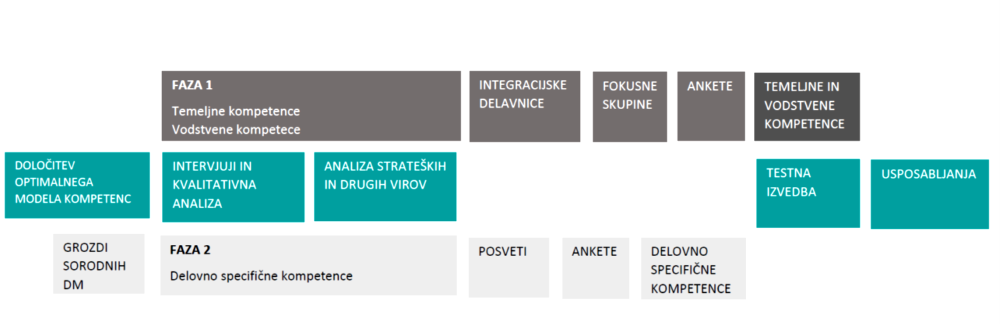 FAZA 1
Temeljne kompetence
Vodstvene kompetece
INTEGRACIJSKE
DELAVNICE
FOKUSNE
SKUPINE
ANKETE
TEMELJNE IN
VODSTVENE
KOMPETENCE
DOLOČITEV
OPTIMALNEGA
MODELA KOMPETENC
INTERVJUJI IN
KVALITATIVNA
ANALIZA
ANALIZA STRATEŠKIH
IN DRUGIH VIROV
TESTNA
IZVEDBA
USPOSABLJANJA
GROZDI
SORODNIH
DM
FAZA 2
Delovno specifične kompetence
POSVETI
ANKETE
DELOVNO
SPECIFIČNE
KOMPETENCE